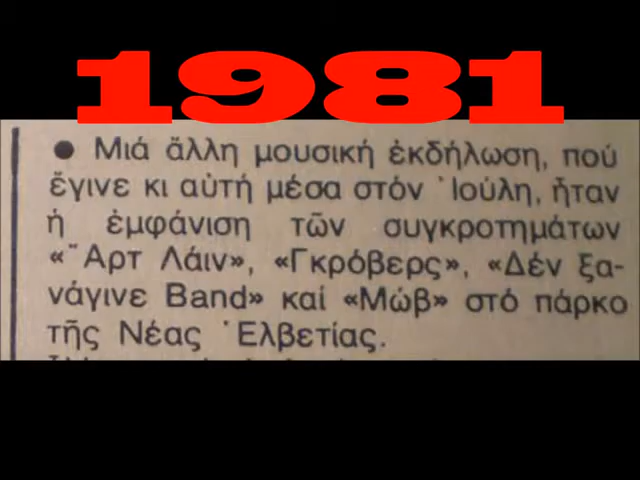 1981
● Μιά ἄλλη μουσική ἐκδήλωση, πού
ἔγινε κι αὐτή μέσα στόν Ἰούλη, ἦταν
ἡ ἐμφάνιση τῶν συγκροτημάτων
«Ἄρτ Λάιν», «Γκρόβερς», «Δέν ξα-
νάγινε Band» καί «Μώβ» στό πάρκο
τῆς Νέας Ἑλβετίας.